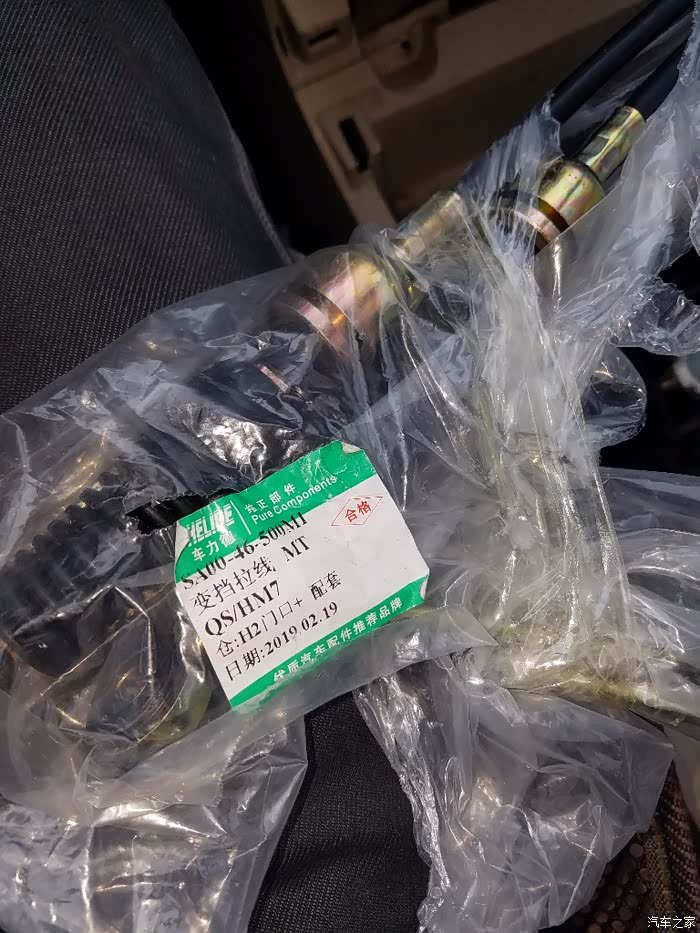 车力德
纯正部件
Pure Components
合格
SA00-46-500M1
变挡拉线 MT
QS/HM7
仓:H2门口+ 配套
日期:2019.02.19
优质汽车配件推荐品牌
汽车之家